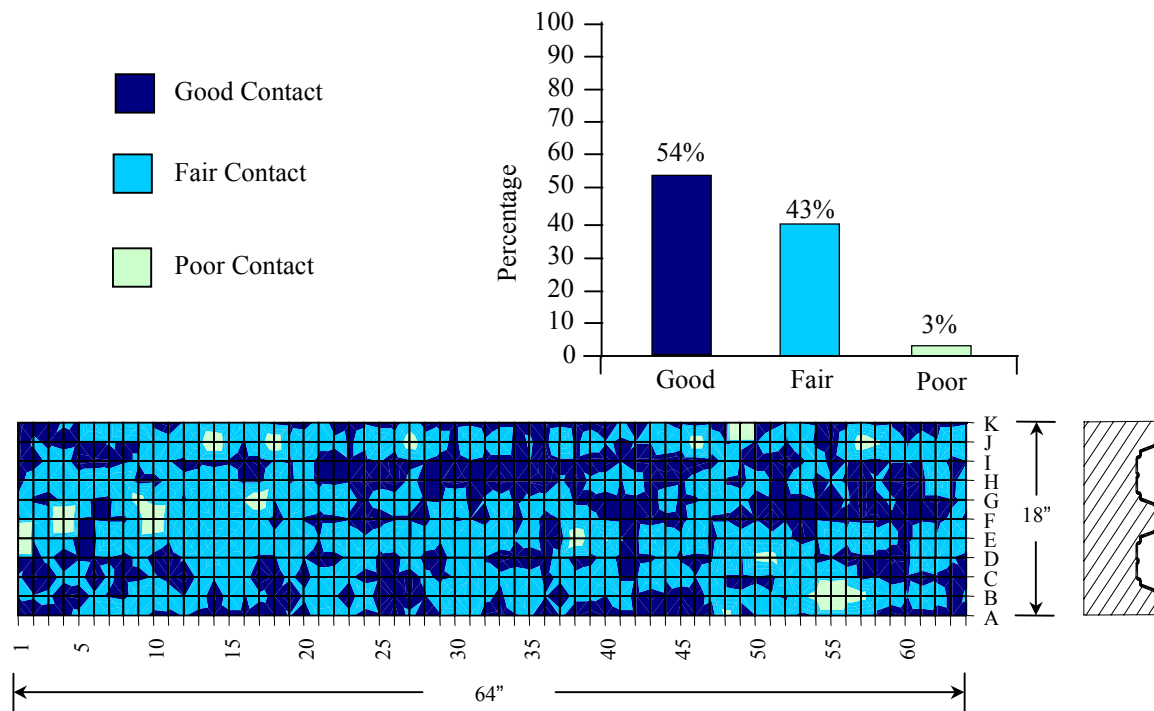 Good Contact
Fair Contact
Poor Contact
Percentage
100
90
80
70
60
50
40
30
20
10
0
54%
43%
3%
Good Fair Poor
K
J
I
H
G
F
E
D
C
B
A
18”
1 5 10 15 20 25 30 35 40 45 50 55 60
64”